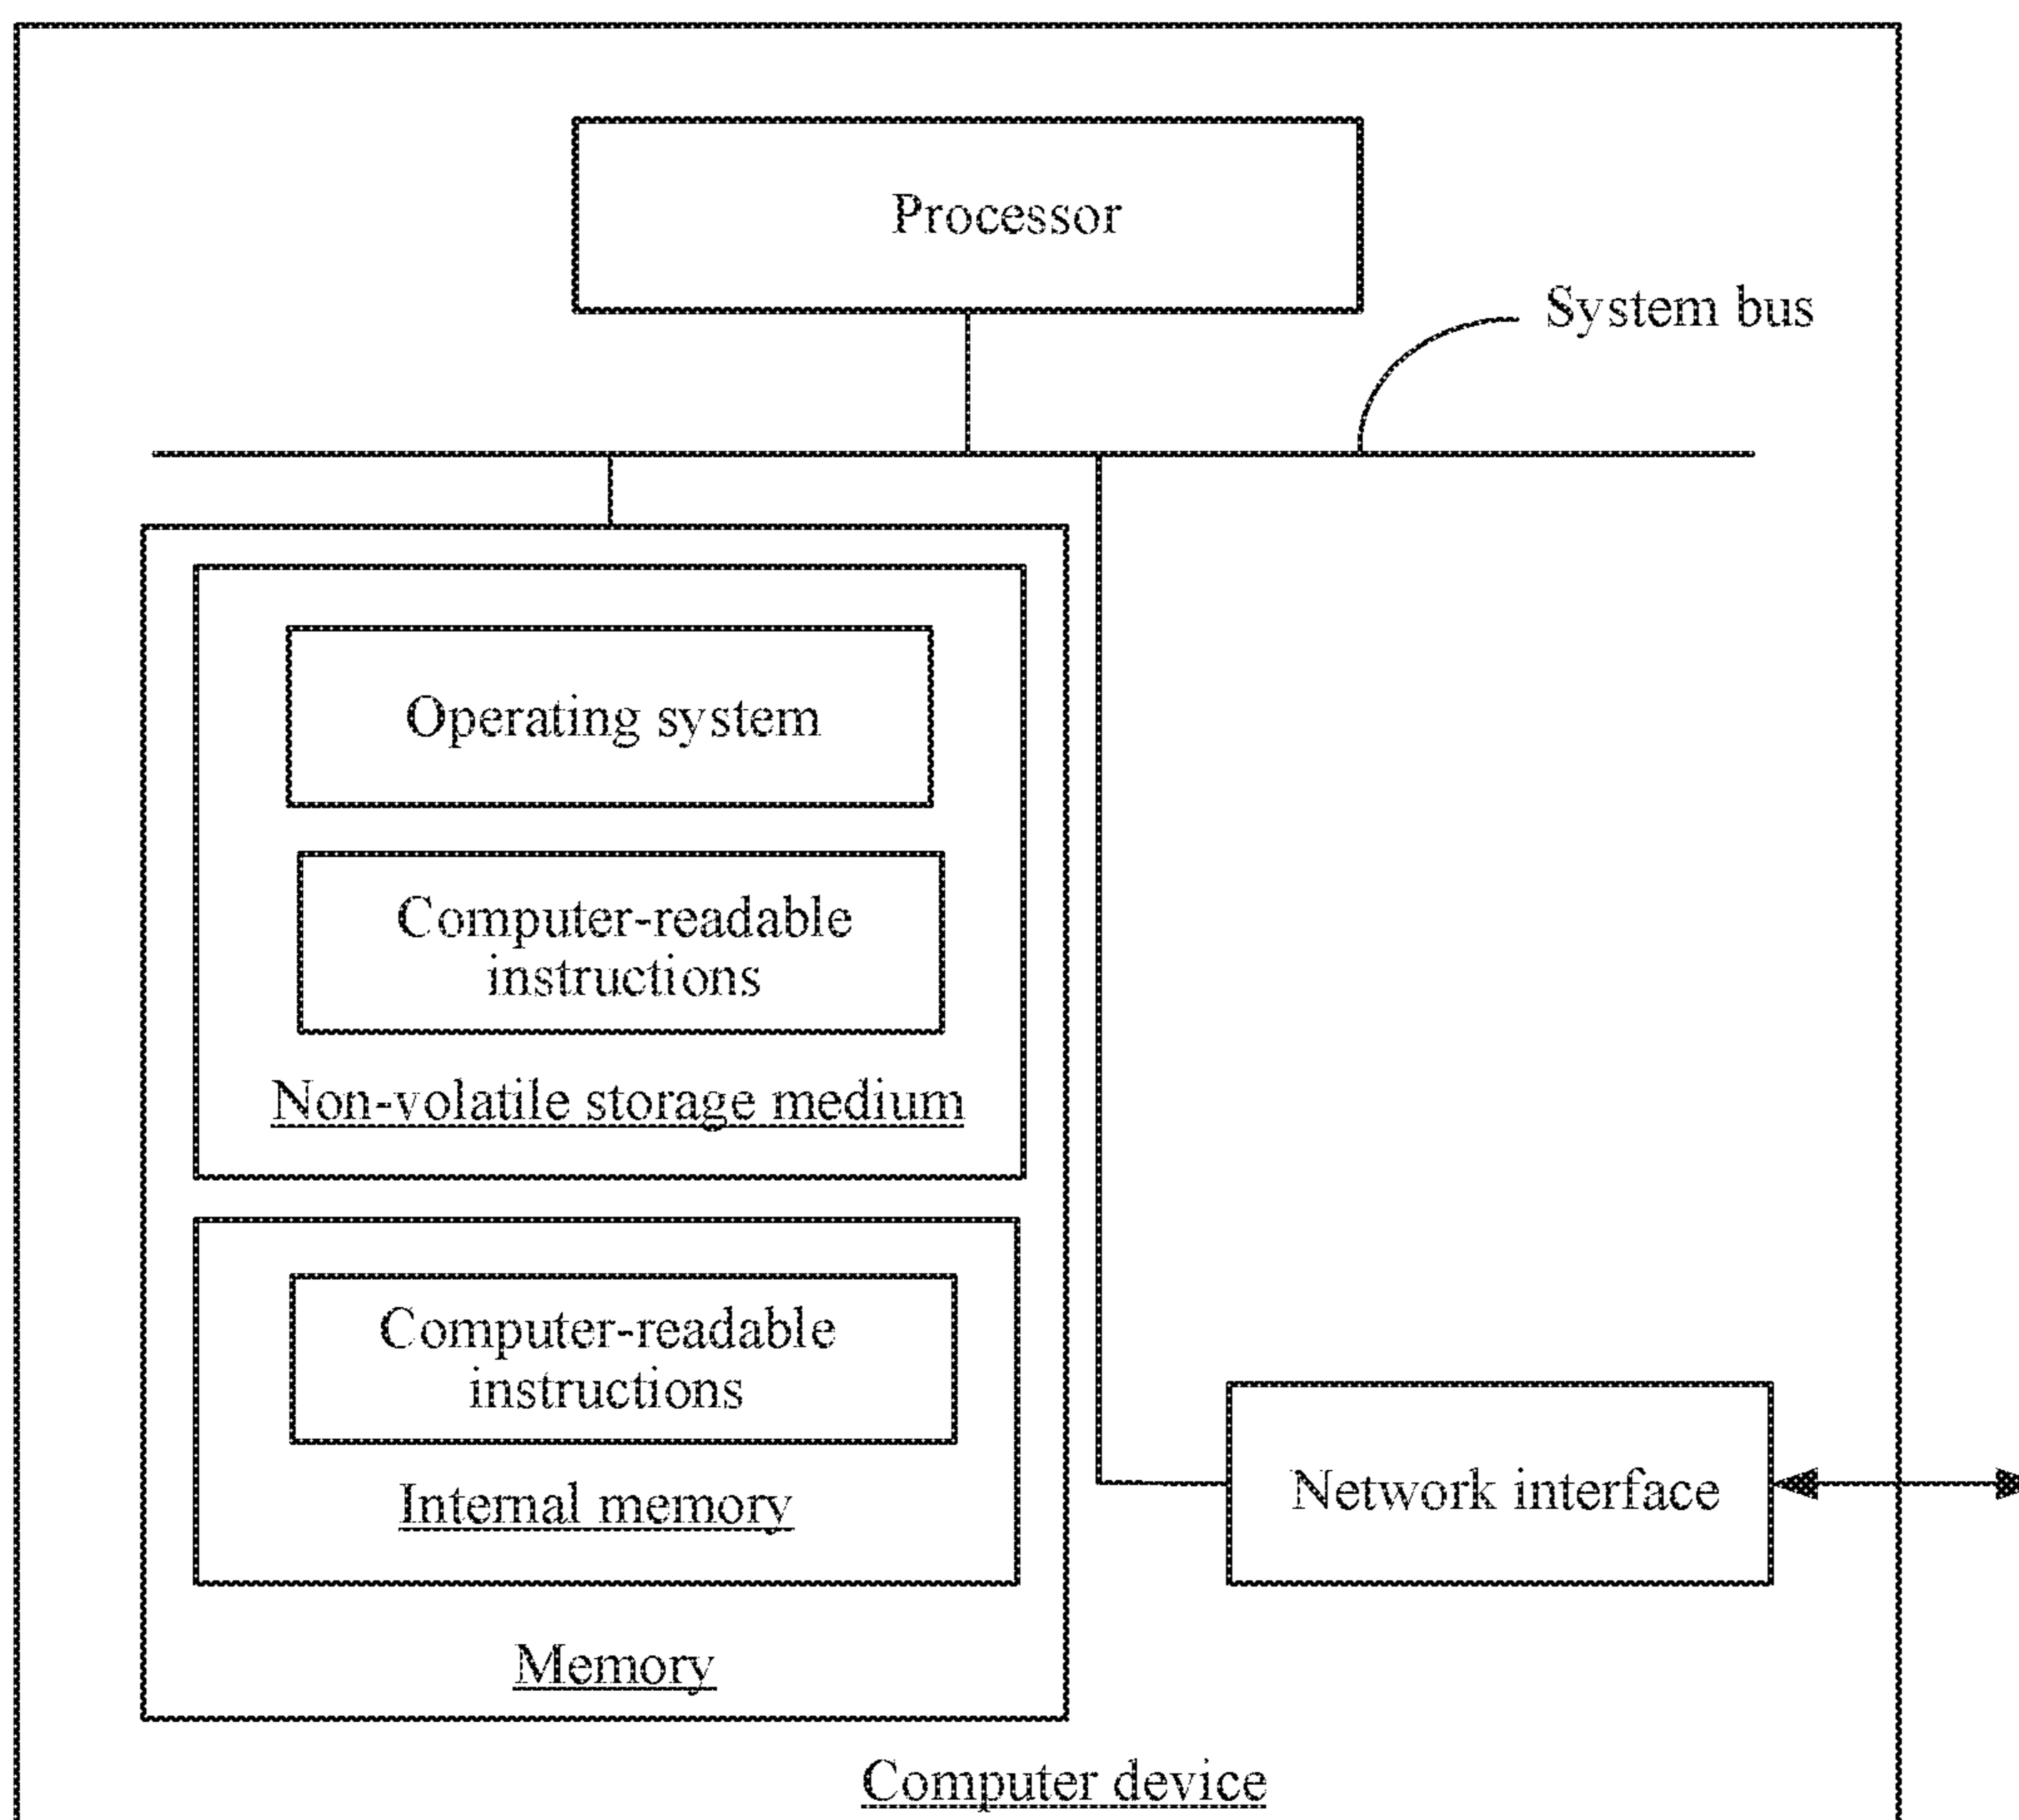 Processor
System bus
Operating system
Computer-readable
instructions
Non-volatile storage medium
Computer-readable
instructions
Internal memory
Network interface
Memory
Computer device